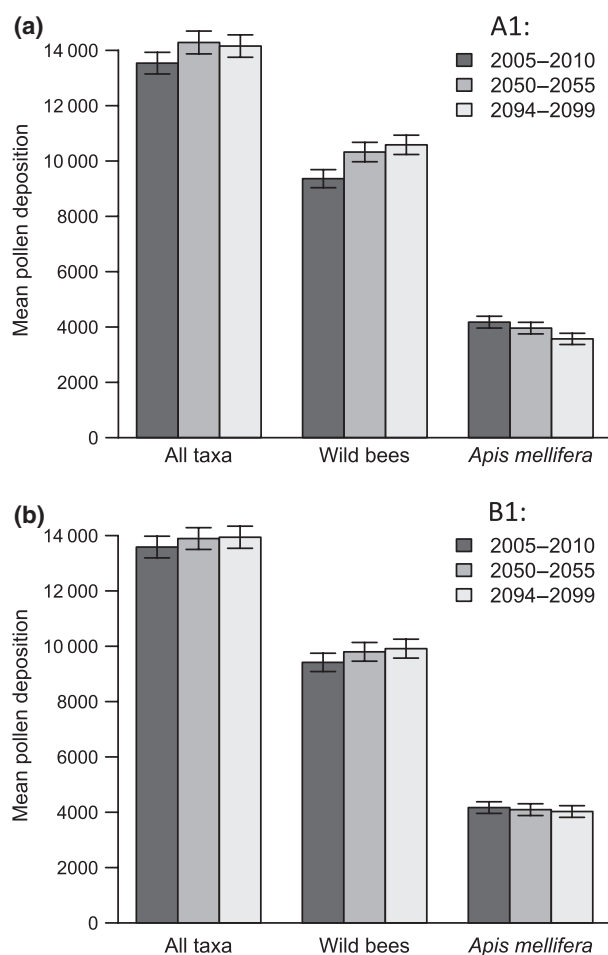 (a)
A1:
2005–2010
2050–2055
2094–2099
Mean pollen deposition
14 000
12 000
10 000
8000
6000
4000
2000
0
All taxa Wild bees Apis mellifera
(b)
B1:
2005–2010
2050–2055
2094–2099
Mean pollen deposition
14 000
12 000
10 000
8000
6000
4000
2000
0
All taxa Wild bees Apis mellifera